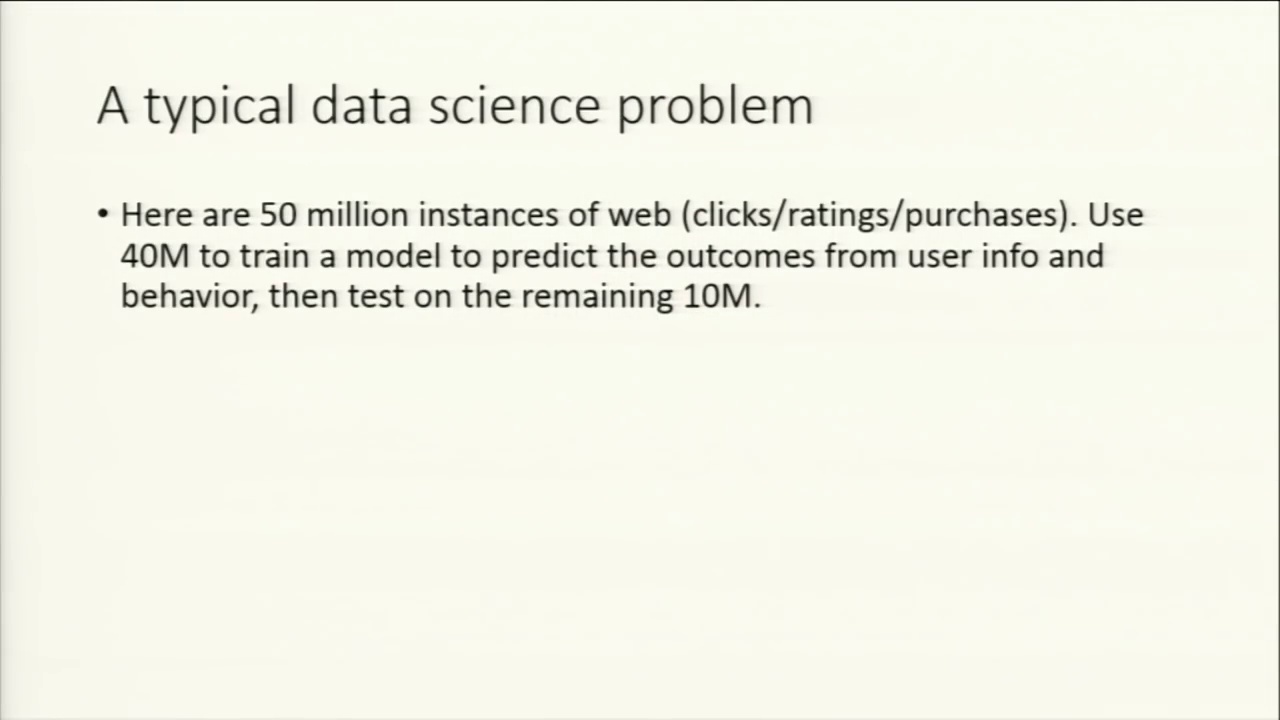 A typical data science problem
• Here are 50 million instances of web (clicks/ratings/purchases). Use
40M to train a model to predict the outcomes from user info and
behavior, then test on the remaining 10M.